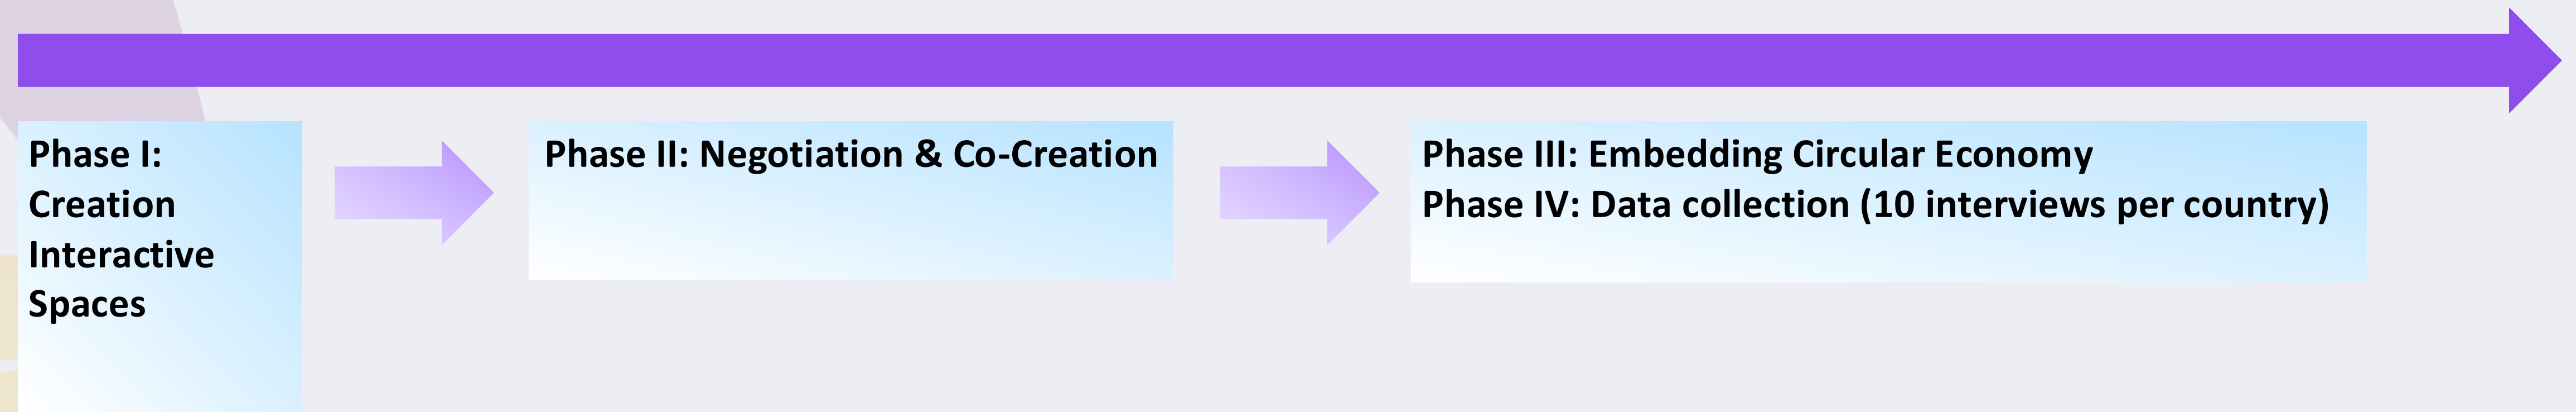 Phase I:
Creation
Interactive
Spaces
Phase II: Negotiation & Co-Creation
Phase III: Embedding Circular Economy
Phase IV: Data collection (10 interviews per country)